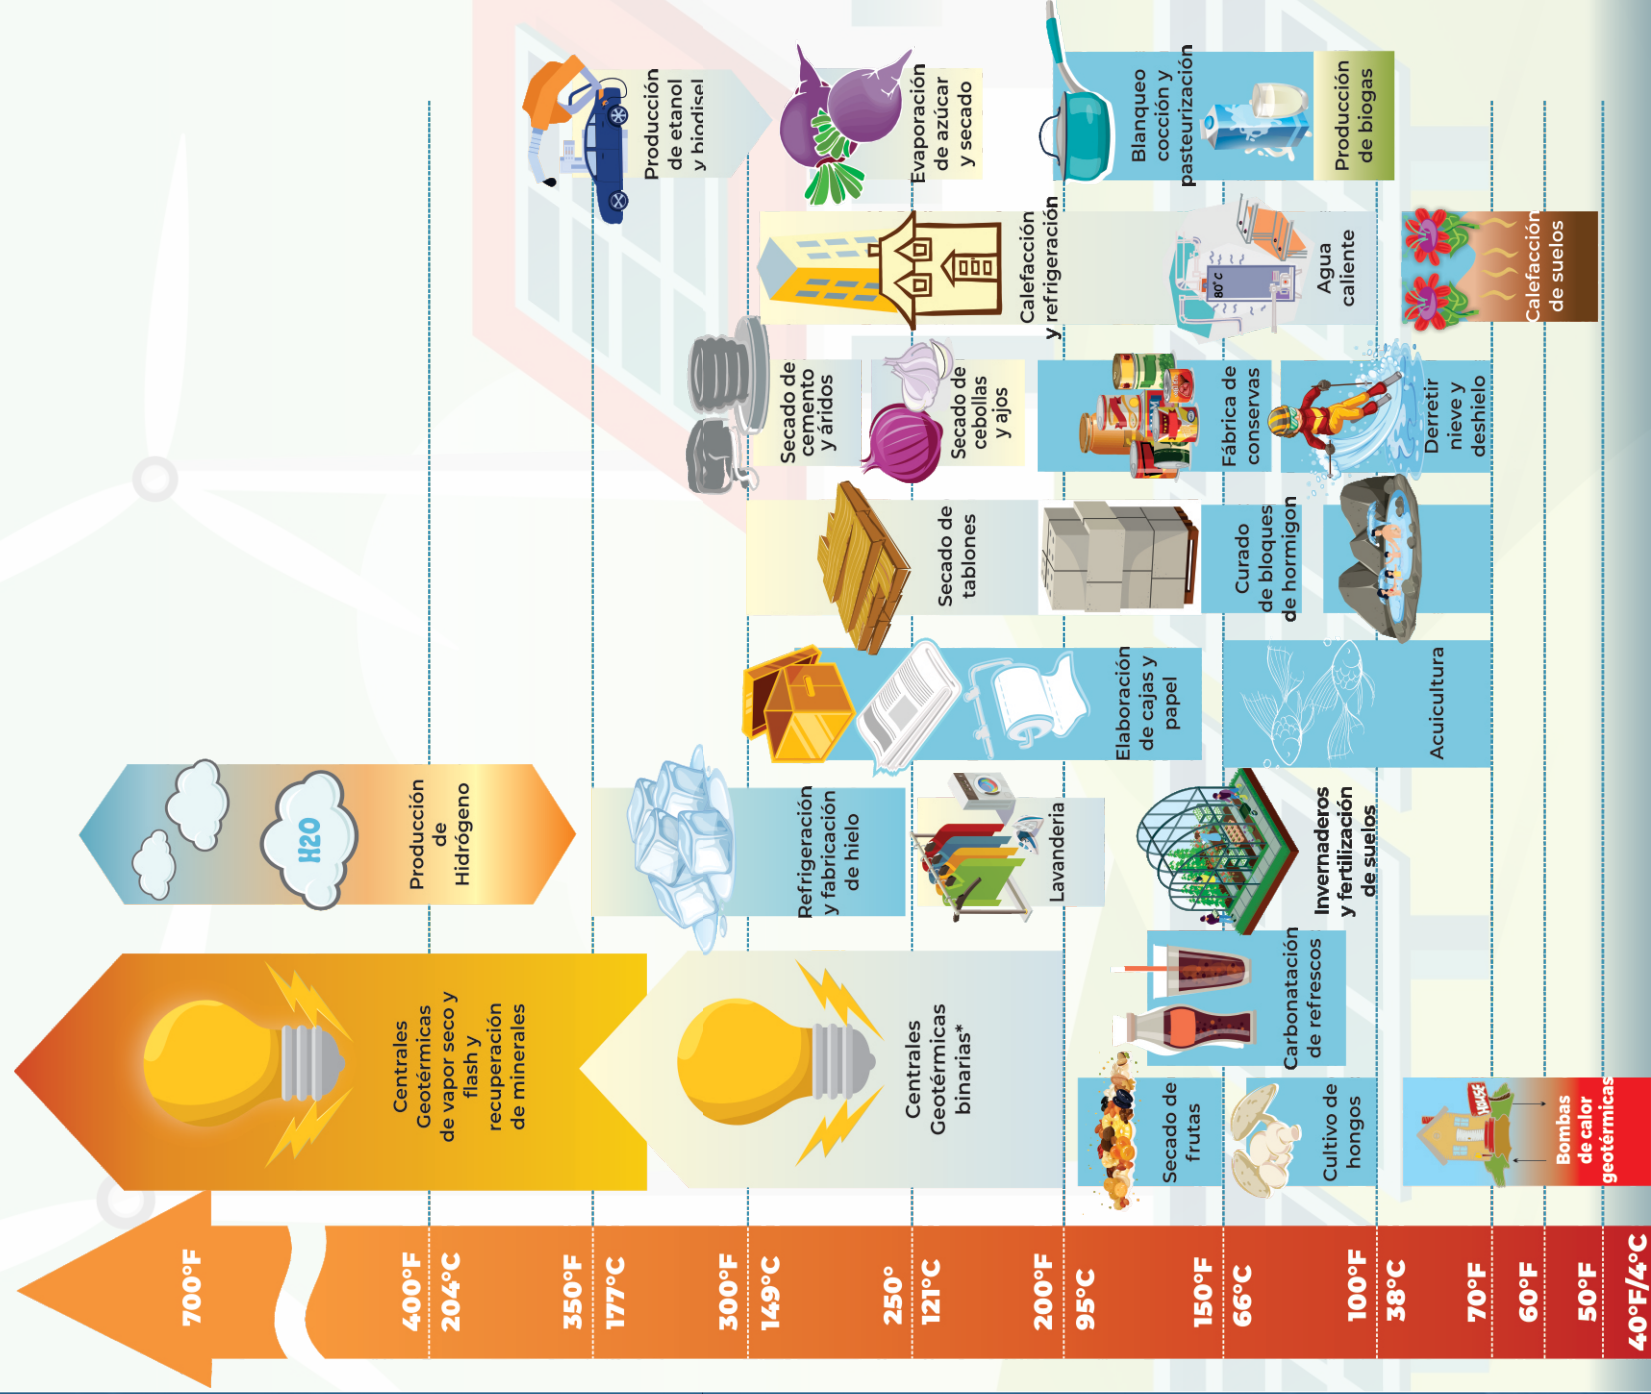 700°F
400°F
204°C
350°F
177°C
300°F
149°C
250°
121°C
200°F
95°C
150°F
66°C
100°F
38°C
70°F
60°F
50°F
40°F/4°C
Centrales
Geotérmicas
de vapor seco y
flash y
recuperación
de minerales
Centrales
Geotérmicas
binarias*
Secado de
frutas
Cultivo de
hongos
HOUSE
Bombas
de calor
geotérmicas
Carbonatación
de refrescos
H2O
Producción
de
Hidrógeno
Refrigeración
y fabricación
de hielo
Lavanderia
Invernaderos
y fertilización
de suelos
Elaboración
de cajas y
papel
Acuicultura
Secado de
tablones
Curado
de bloques
de hormigon
Secado de
cemento
y áridos
Secado de
cebollas
y ajos
Fábrica de
conservas
Derretir
nieve y
deshielo
Calefacción
y refrigeración
80°C
Agua
caliente
Calefacción
de suelos
Producción
de etanol
y biodisel
Evaporación
de azúcar
y secado
Blanqueo
cocción y
pasteurización
Producción
de biogas